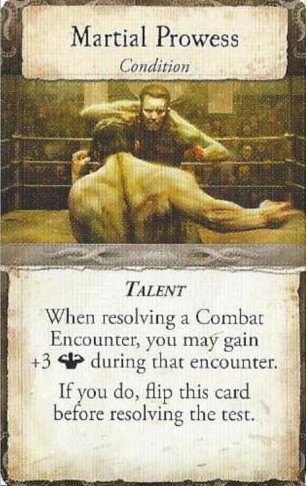 Martial Prowess
Condition
TALENT
When resolving a Combat
Encounter, you may gain
+3 during that encounter.
If you do, flip this card
before resolving the test.